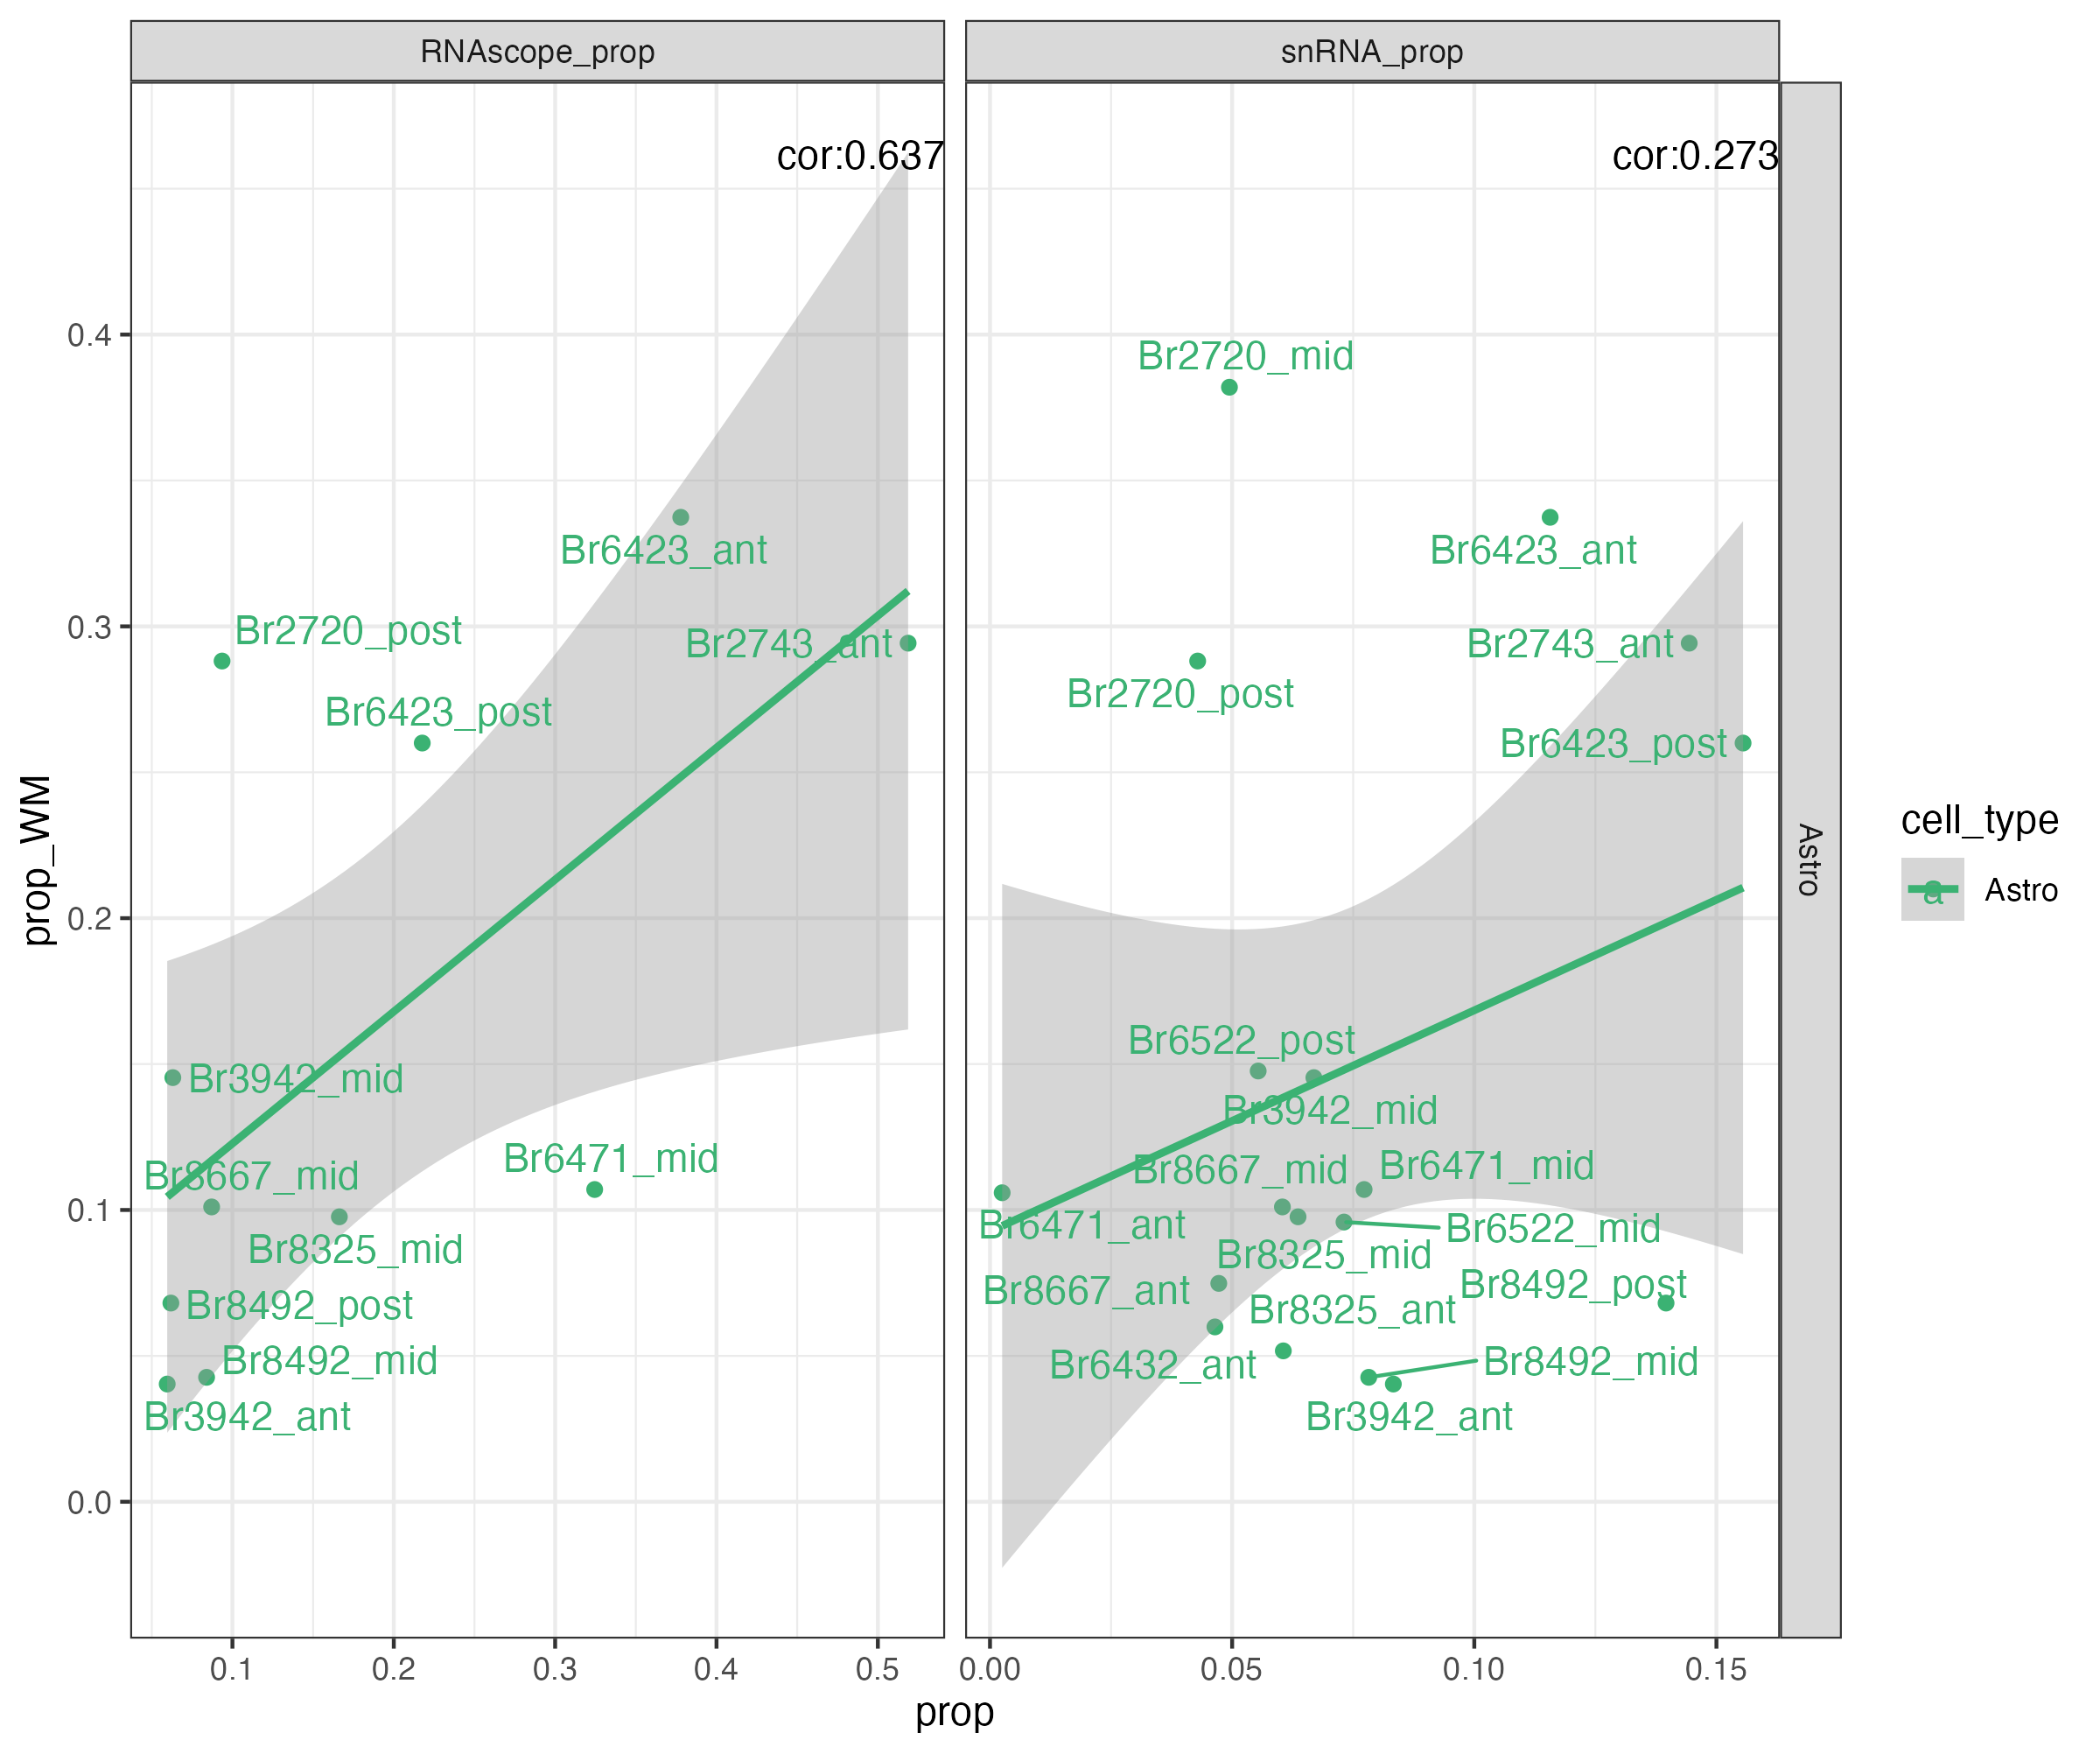 RNAscope_prop
snRNA_prop
cor:0.637
cor:0.273
0.4
0.3
0.2
0.1
0.0
prop_WM
Br6423_ant
Br2720_post
Br2743_ant
Br6423_post
Br3942_mid
Br8667_mid
Br6471_mid
Br8325_mid
Br8492_post
Br8492_mid
Br3942_ant
0.1
0.2
0.3
0.4
0.5
Br2720_mid
Br6423_ant
Br2743_ant
Br2720_post
Br6423_post
Br6522_post
Br3942_mid
Br8667_mid
Br6471_mid
Br6471_ant
Br6522_mid
Br8325_mid
Br8667_ant
Br8492_post
Br8325_ant
Br6432_ant
Br8492_mid
Br3942_ant
0.00
0.05
0.10
0.15
prop
Astro
cell_type
a
Astro